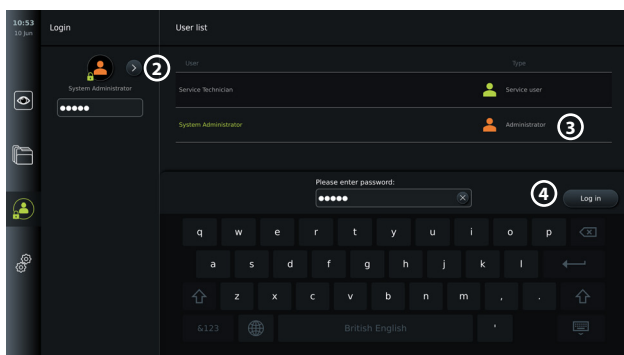 10:53
10 Jun
Login
User list
2
User
Type
System Administrator
Service Technician
Service user
System Administrator
Administrator
3
Please enter password:
4
Log in
q w e r t y u i o p
a s d f g h j k l
z x c v b n m , .
&123
British English
'